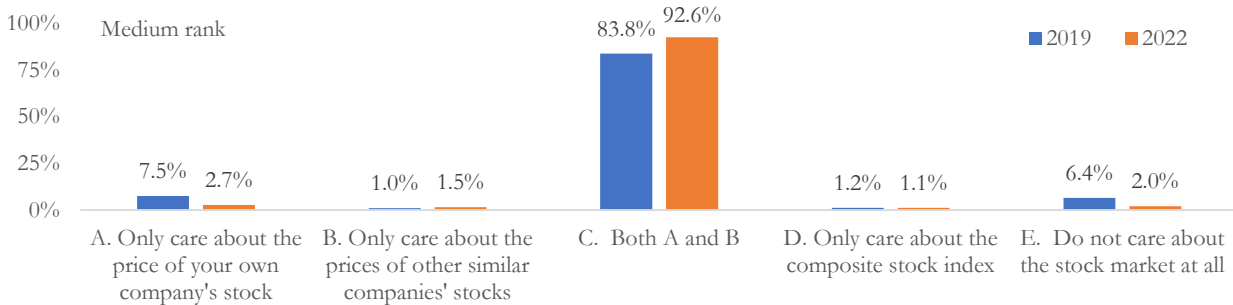 100%
Medium rank
83.8%
92.6%
2019
2022
75%
50%
25%
7.5%
2.7%
1.0%
1.5%
1.2%
1.1%
6.4%
2.0%
0%
A. Only care about the
price of your own
company's stock
B. Only care about the
prices of other similar
companies' stocks
C. Both A and B
D. Only care about the
composite stock index
E. Do not care about
the stock market at all